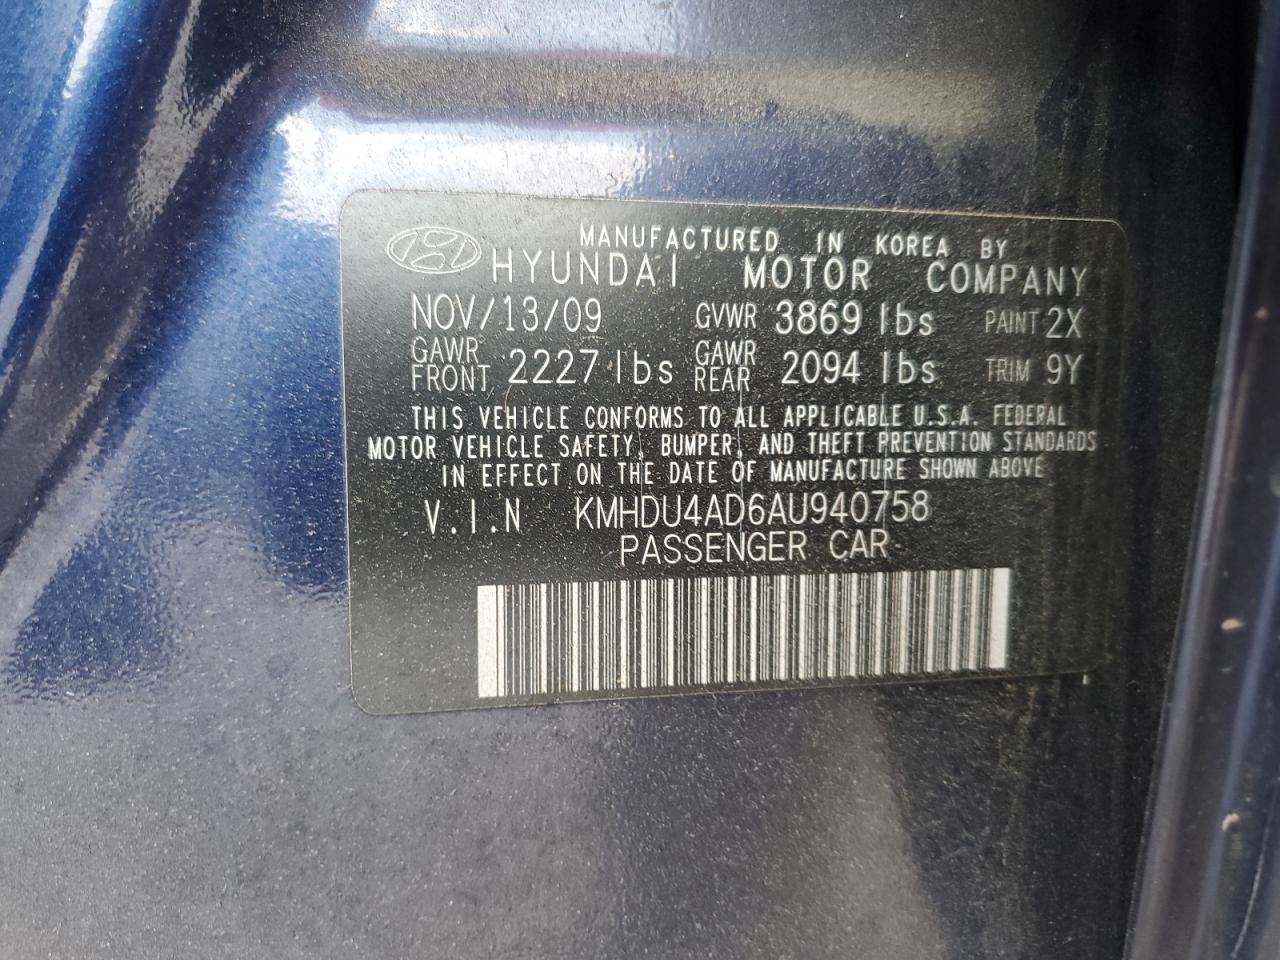 MANUFACTURED IN KOREA BY
HYUNDAI MOTOR COMPANY
NOV/13/09 GVWR 3869 lbs PAINT 2X
GAWR FRONT 2227 lbs GAWR REAR 2094 lbs TRIM 9Y
THIS VEHICLE CONFORMS TO ALL APPLICABLE U.S.A. FEDERAL
MOTOR VEHICLE SAFETY, BUMPER, AND THEFT PREVENTION STANDARDS
IN EFFECT ON THE DATE OF MANUFACTURE SHOWN ABOVE
V.I.N KMHDU4AD6AU940758
PASSENGER CAR